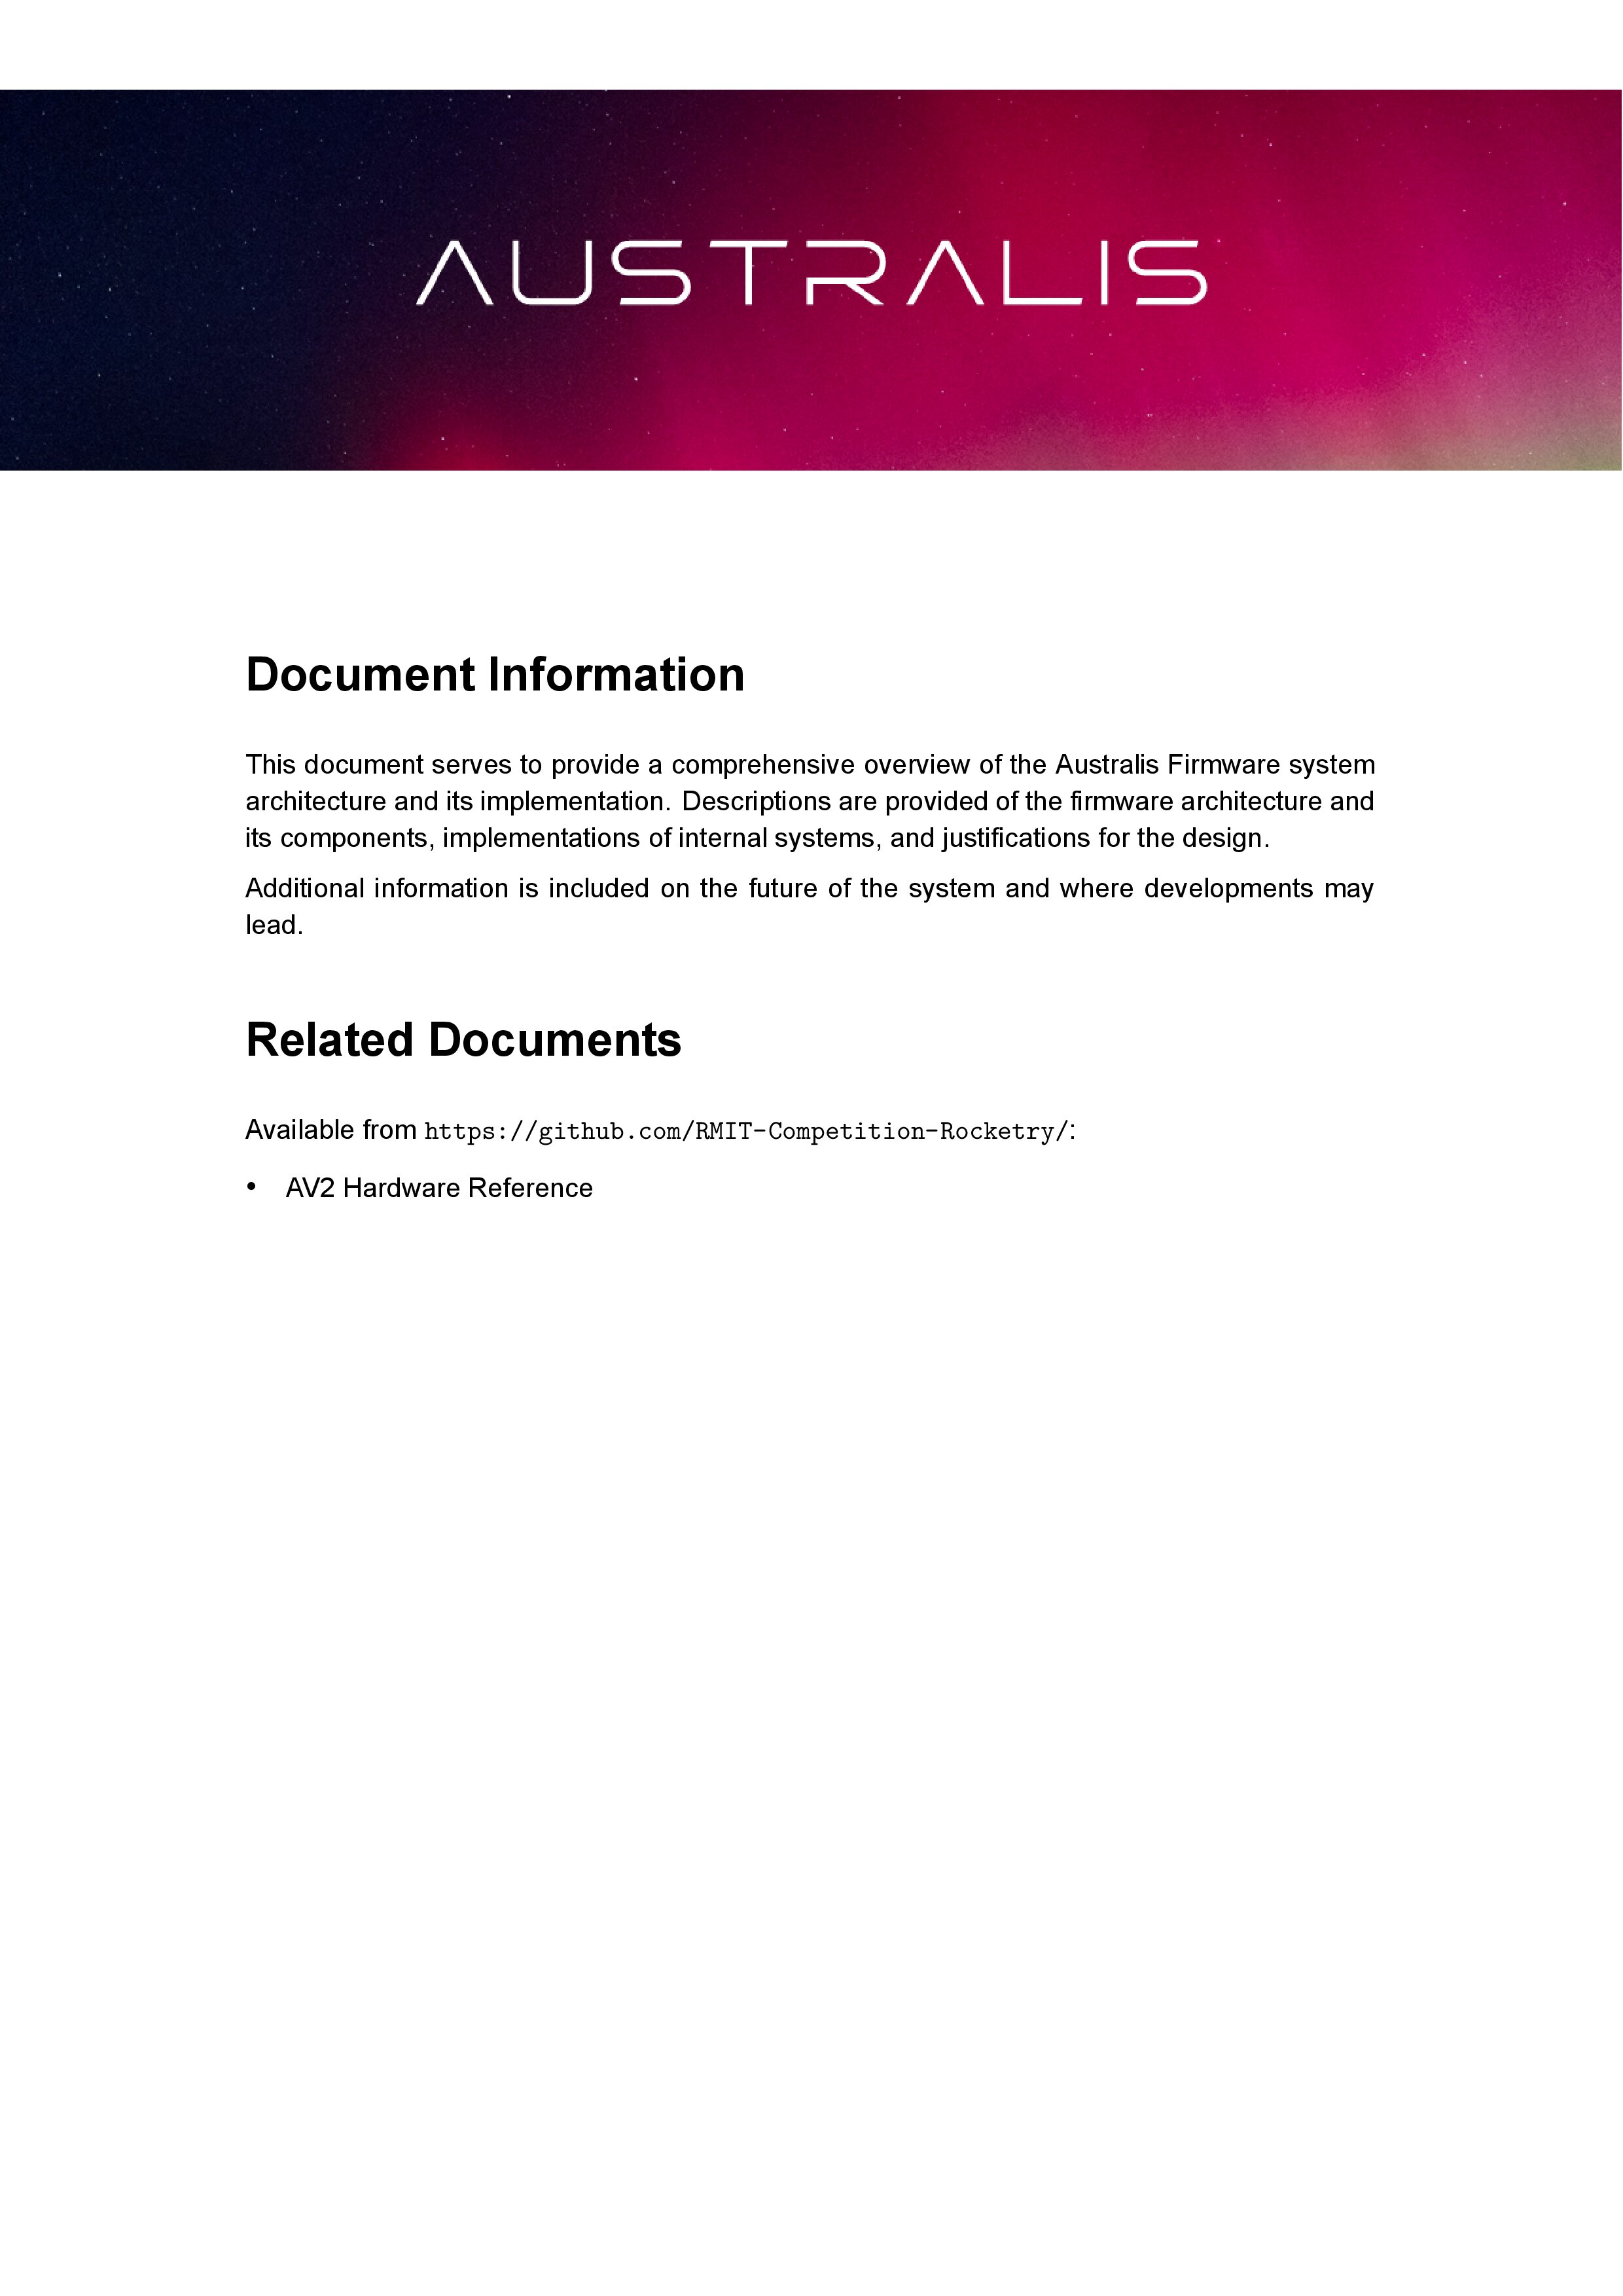 AUSTRALIS
Document Information
This document serves to provide a comprehensive overview of the Australis Firmware system
architecture and its implementation. Descriptions are provided of the firmware architecture and
its components, implementations of internal systems, and justifications for the design.
Additional information is included on the future of the system and where developments may
lead.
Related Documents
Available from https://github.com/RMIT-Competition-Rocketry/:
• AV2 Hardware Reference